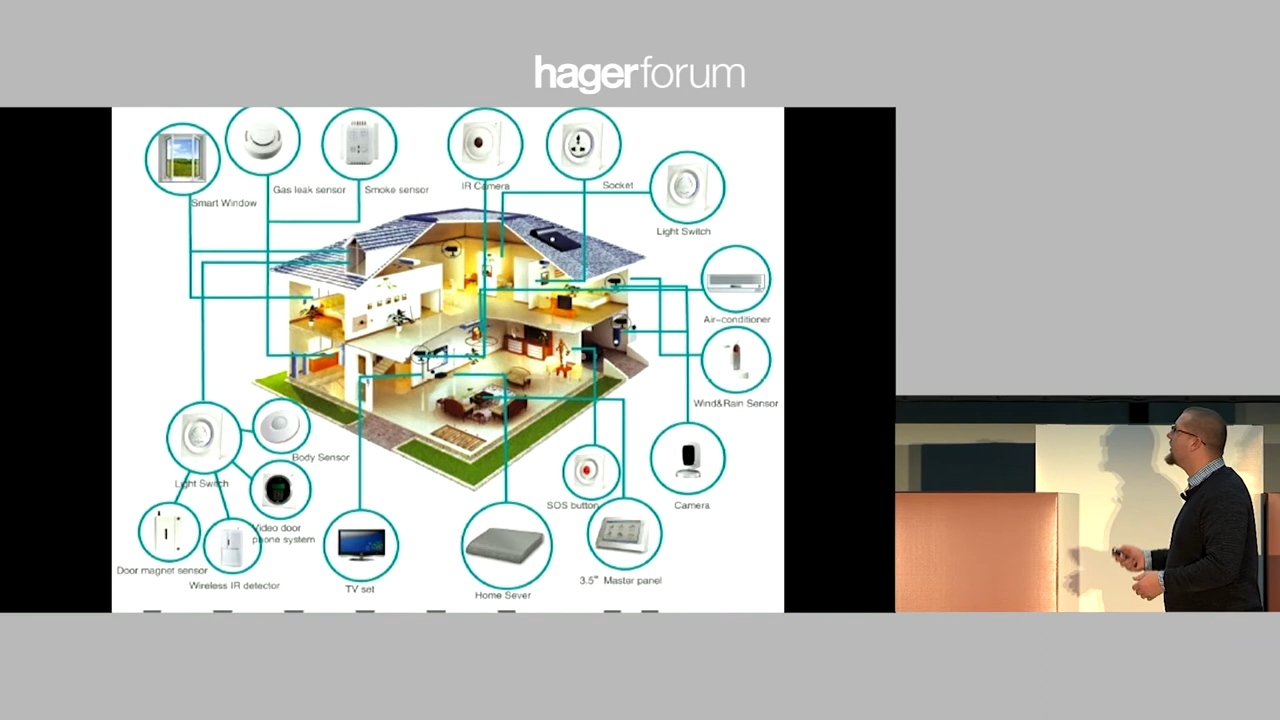 hagerforum
Gas leak sensor
Smoke sensor
IR Camera
Socket
Smart Window
Light Switch
Air-conditioner
Wind&Rain Sensor
Body Sensor
Light Switch
SOS button
Camera
Video door
phone system
Door magnet sensor
Wireless IR detector
TV set
Home Sever
3.5" Master panel